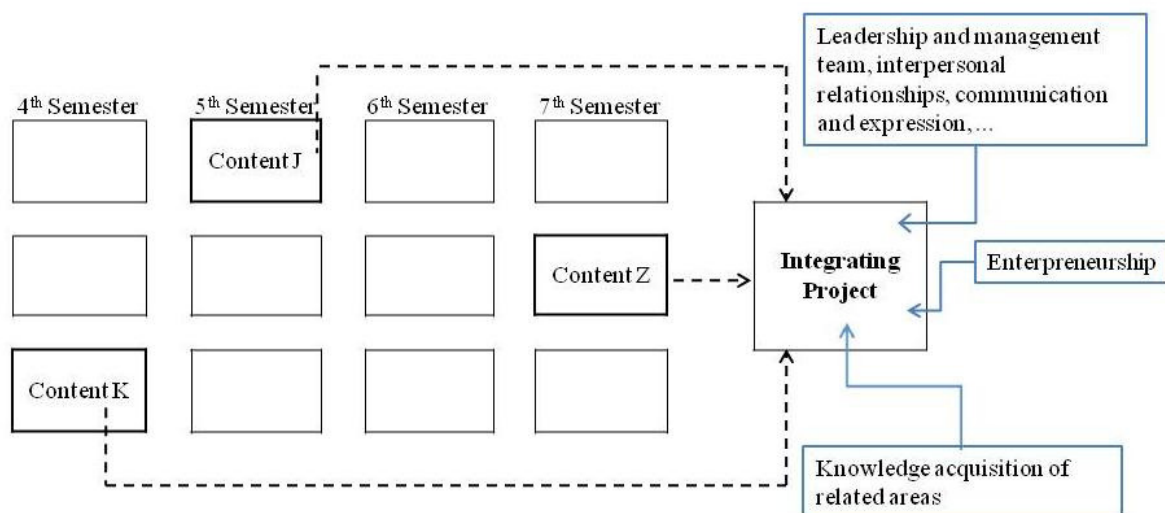 Leadership and management
team, interpersonal
relationships, communication
and expression, ...
4th Semester
5th Semester
6th Semester
7th Semester
Content J
Content Z
Content K
Integrating
Project
Enterpreneurship
Knowledge acquisition of
related areas